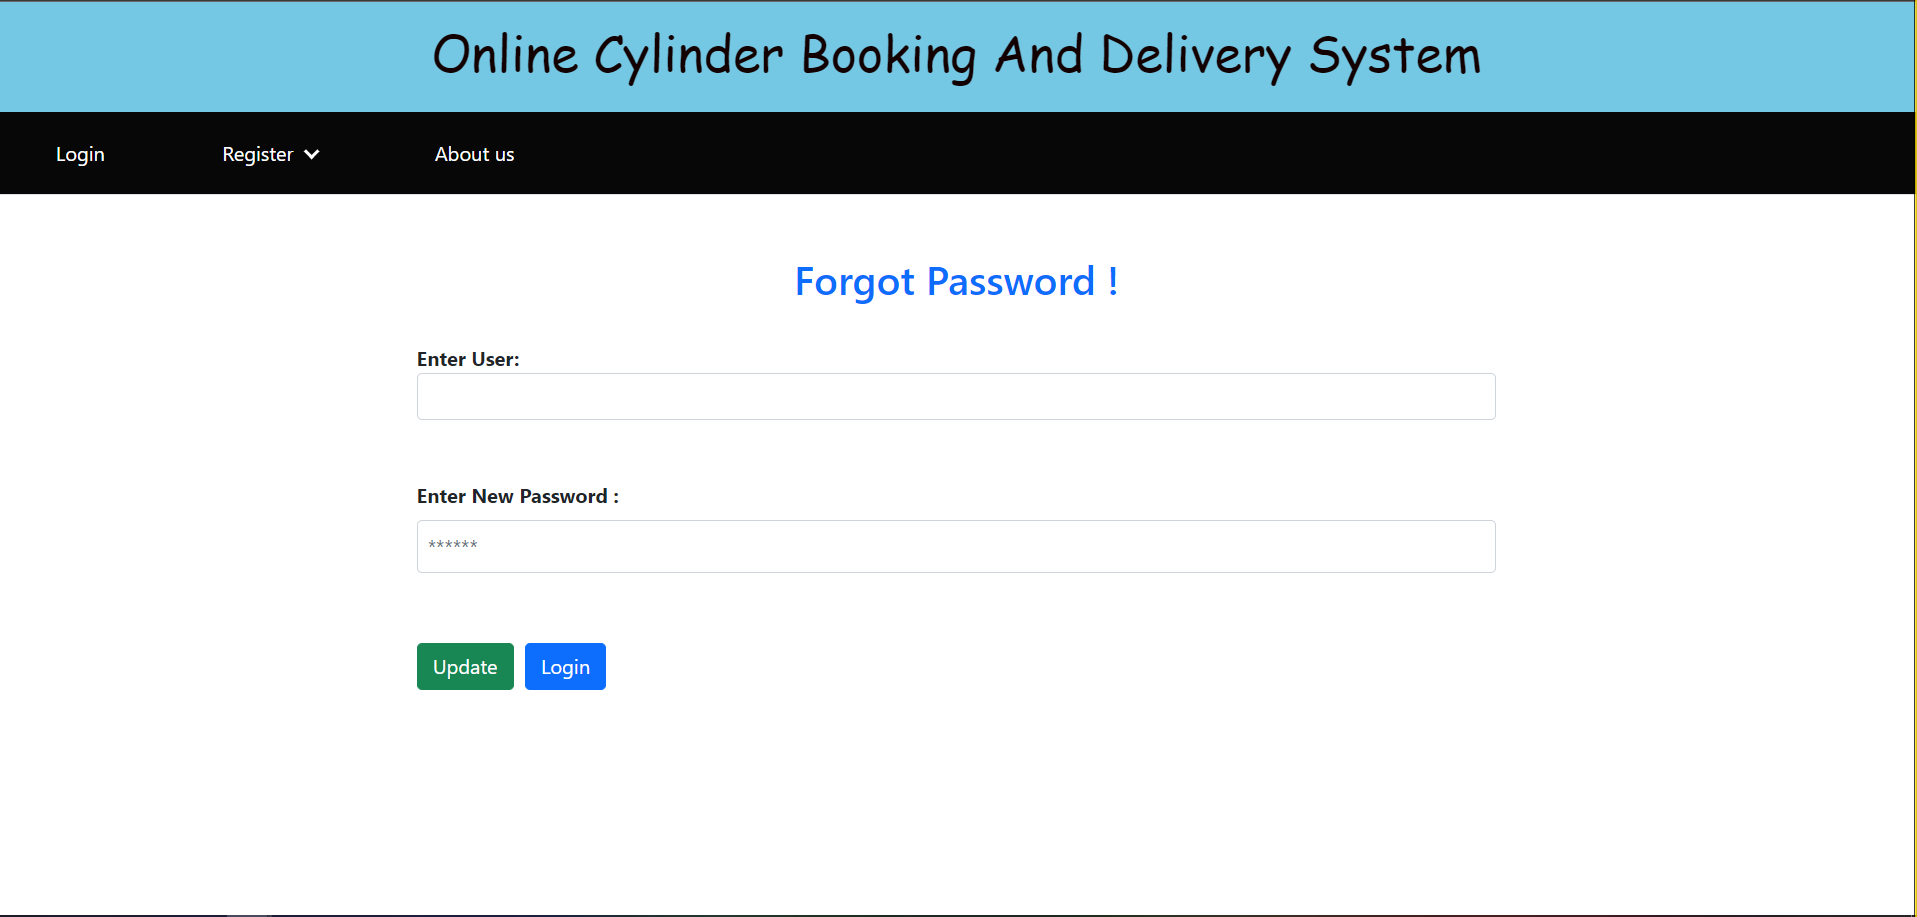 Online Cylinder Booking And Delivery System
Login Register About us
Forgot Password !
Enter User:
Enter New Password :
******
Update Login